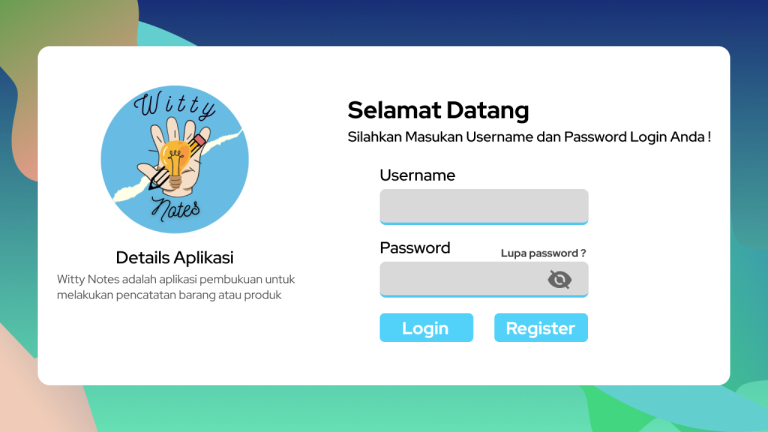 Witty
Notes
Details Aplikasi
Witty Notes adalah aplikasi pembukuan untuk
melakukan pencatatan barang atau produk
Selamat Datang
Silahkan Masukan Username dan Password Login Anda !
Username
Password
Lupa password ?
Login
Register